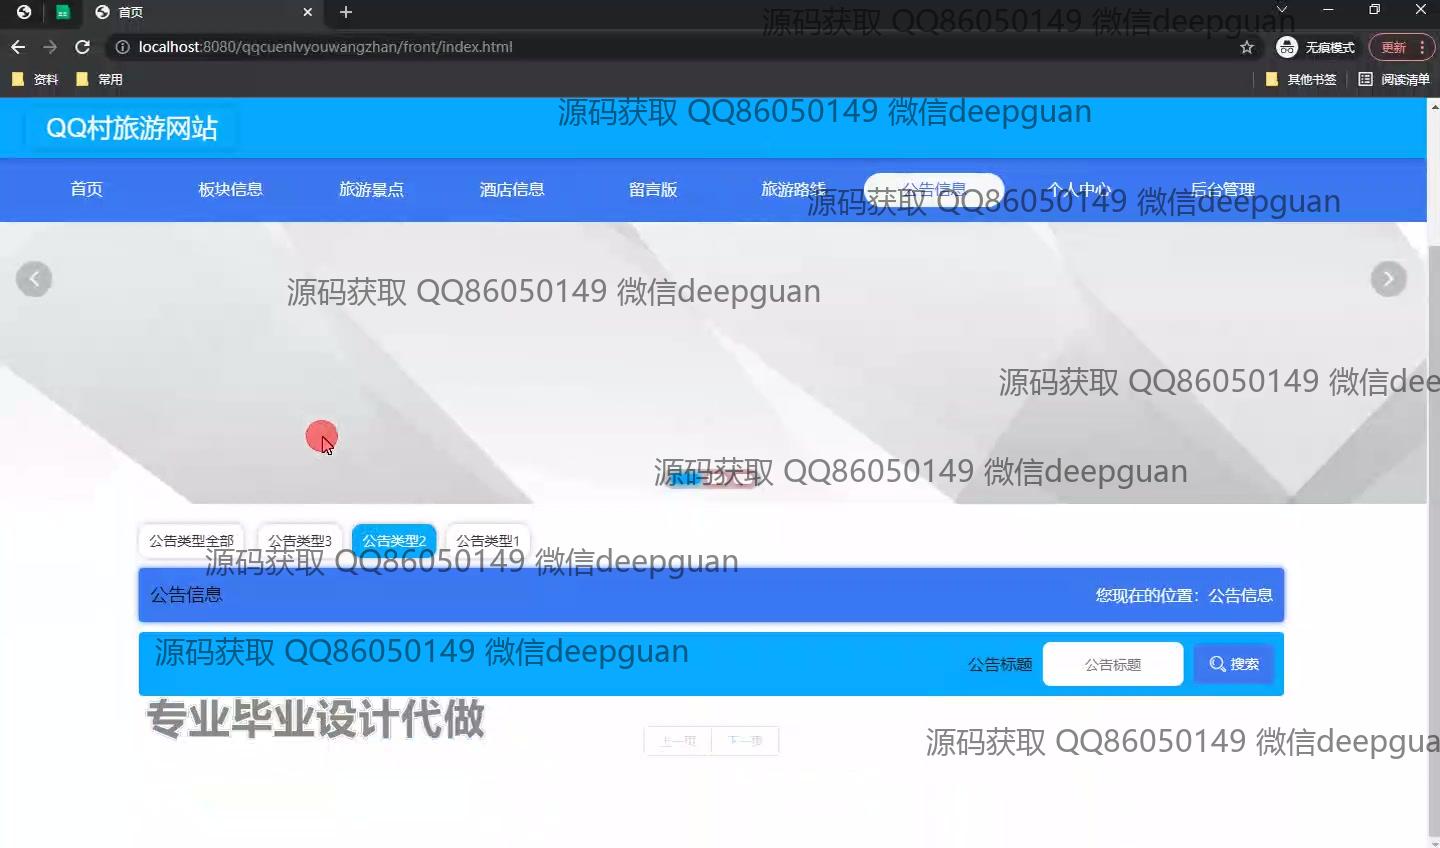 首页
源码获取 QQ86050149 微信deepguan
localhost:8080/qqcuenlvyouwangzhan/front/index.html
无痕模式
更新
资料
常用
其他书签
阅读清单
源码获取 QQ86050149 微信deepguan
QQ村旅游网站
首页
板块信息
旅游景点
酒店信息
留言版
旅游路线
公告信息
个人中心
后台管理
源码获取 QQ86050149 微信deepguan
源码获取 QQ86050149 微信deepguan
源码获取 QQ86050149 微信dee
源码获取 QQ86050149 微信deepguan
公告类型全部
公告类型3
公告类型2
公告类型1
源码获取 QQ86050149 微信deepguan
公告信息
您现在的位置：公告信息
源码获取 QQ86050149 微信deepguan
公告标题
公告标题
搜索
专业毕业设计代做
上一页
下一页
源码获取 QQ86050149 微信deepgua